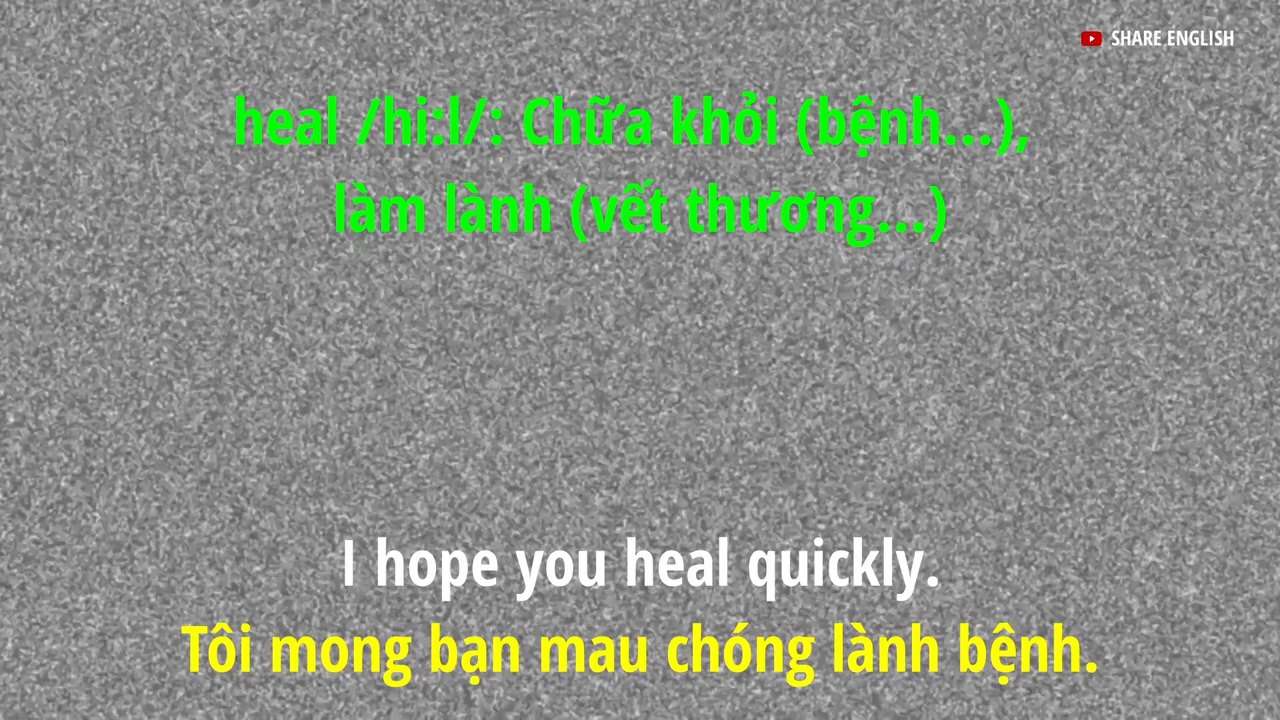 SHARE ENGLISH
heal /hi:l/: Chữa khỏi (bệnh...),
làm lành (vết thương...)
I hope you heal quickly.
Tôi mong bạn mau chóng lành bệnh.